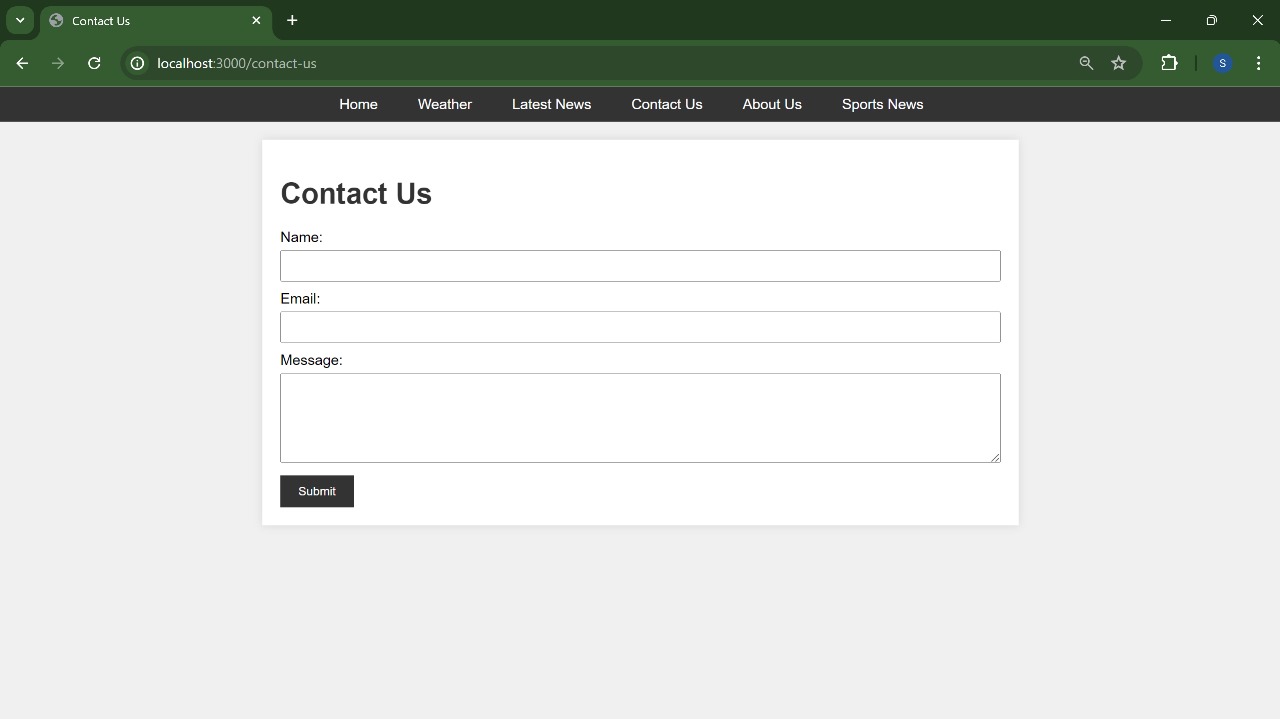 Contact Us
localhost:3000/contact-us
S
Home Weather Latest News Contact Us About Us Sports News
Contact Us
Name:
Email:
Message:
Submit